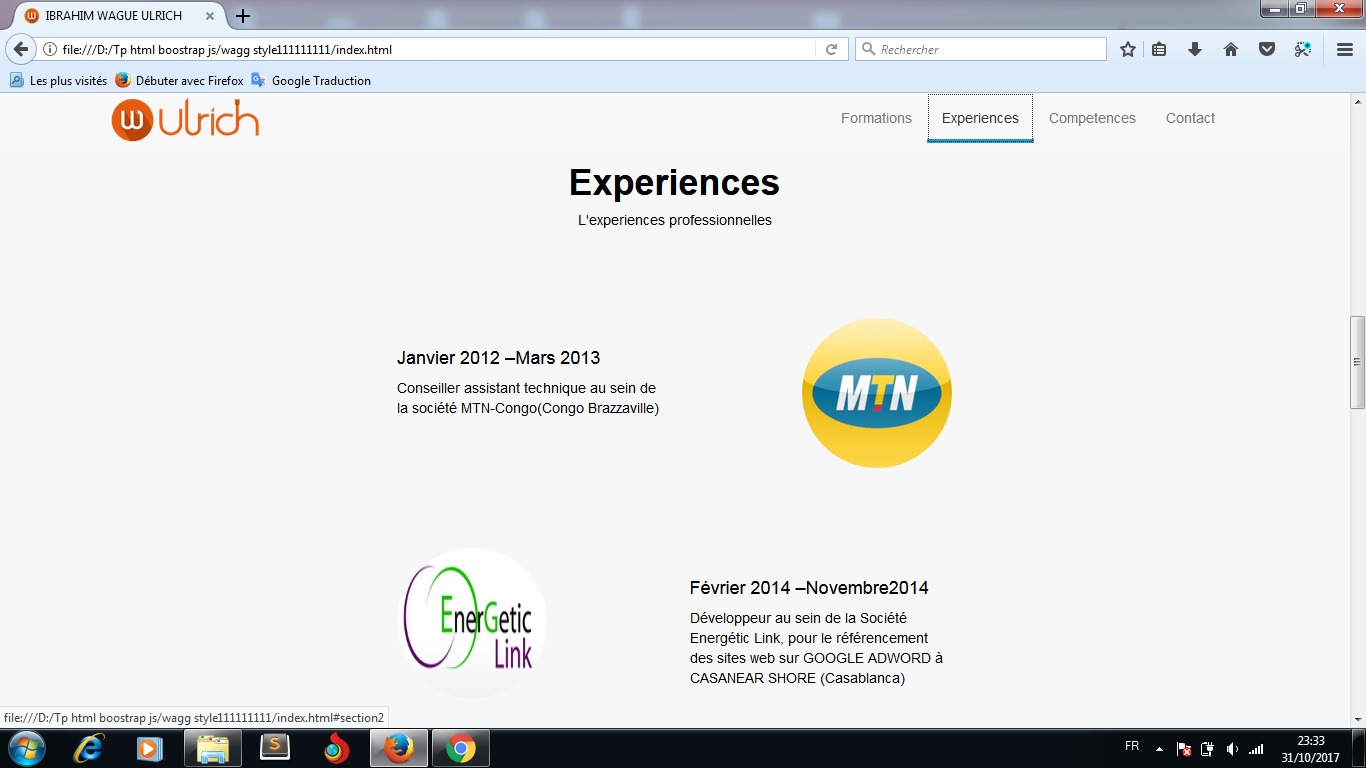 IBRAHIM WAGUE ULRICH
file:///D:/Tp html boostrap js/wagg style111111111/index.html
Rechercher
Les plus visités Débuter avec Firefox Google Traduction
w ulrich
Formations Experiences Competences Contact
Experiences
L'experiences professionnelles
Janvier 2012 –Mars 2013
Conseiller assistant technique au sein de
la société MTN-Congo(Congo Brazzaville)
MTN
EnerGetic
Link
Février 2014 –Novembre2014
Développeur au sein de la Société
Energétic Link, pour le référencement
des sites web sur GOOGLE ADWORD à
CASANEAR SHORE (Casablanca)
file:///D:/Tp html boostrap js/wagg style111111111/index.html#section2
FR
23:33
31/10/2017